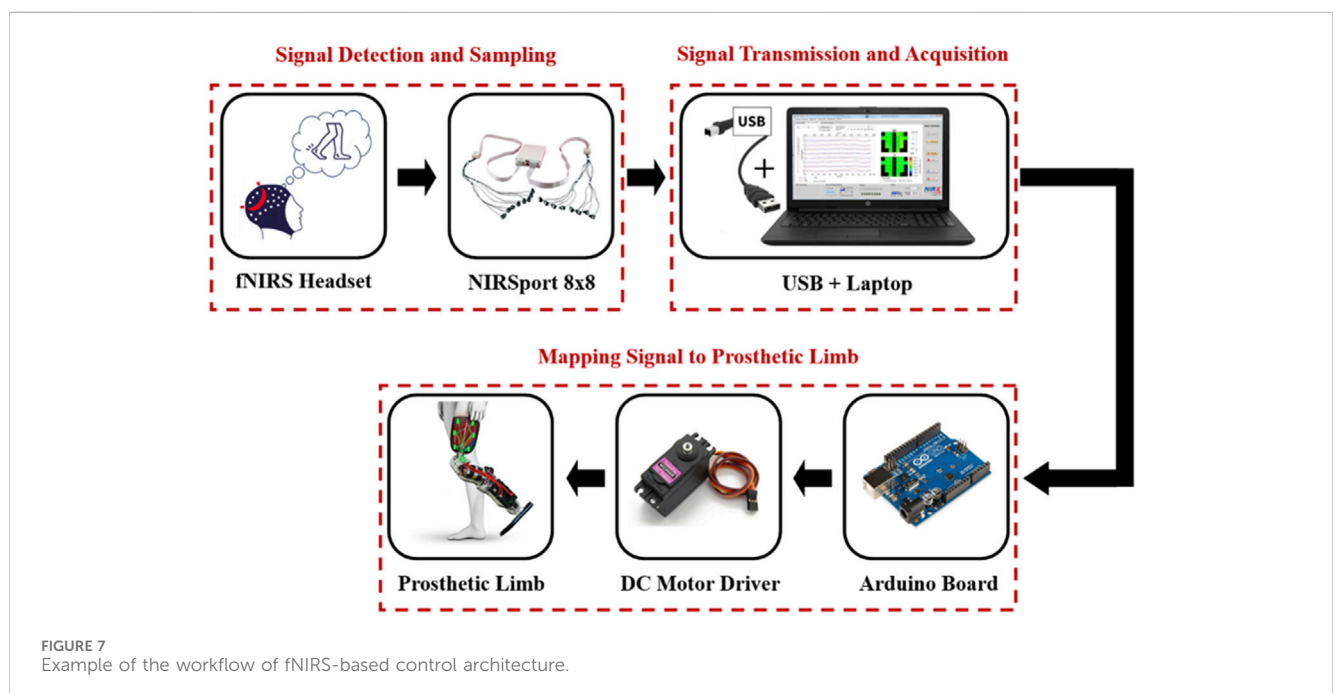 Signal Detection and Sampling
Signal Transmission and Acquisition
USB
NIRX
fNIRS Headset
NIRSport 8x8
USB + Laptop
Mapping Signal to Prosthetic Limb
Prosthetic Limb
DC Motor Driver
Arduino Board
FIGURE 7
Example of the workflow of fNIRS-based control architecture.